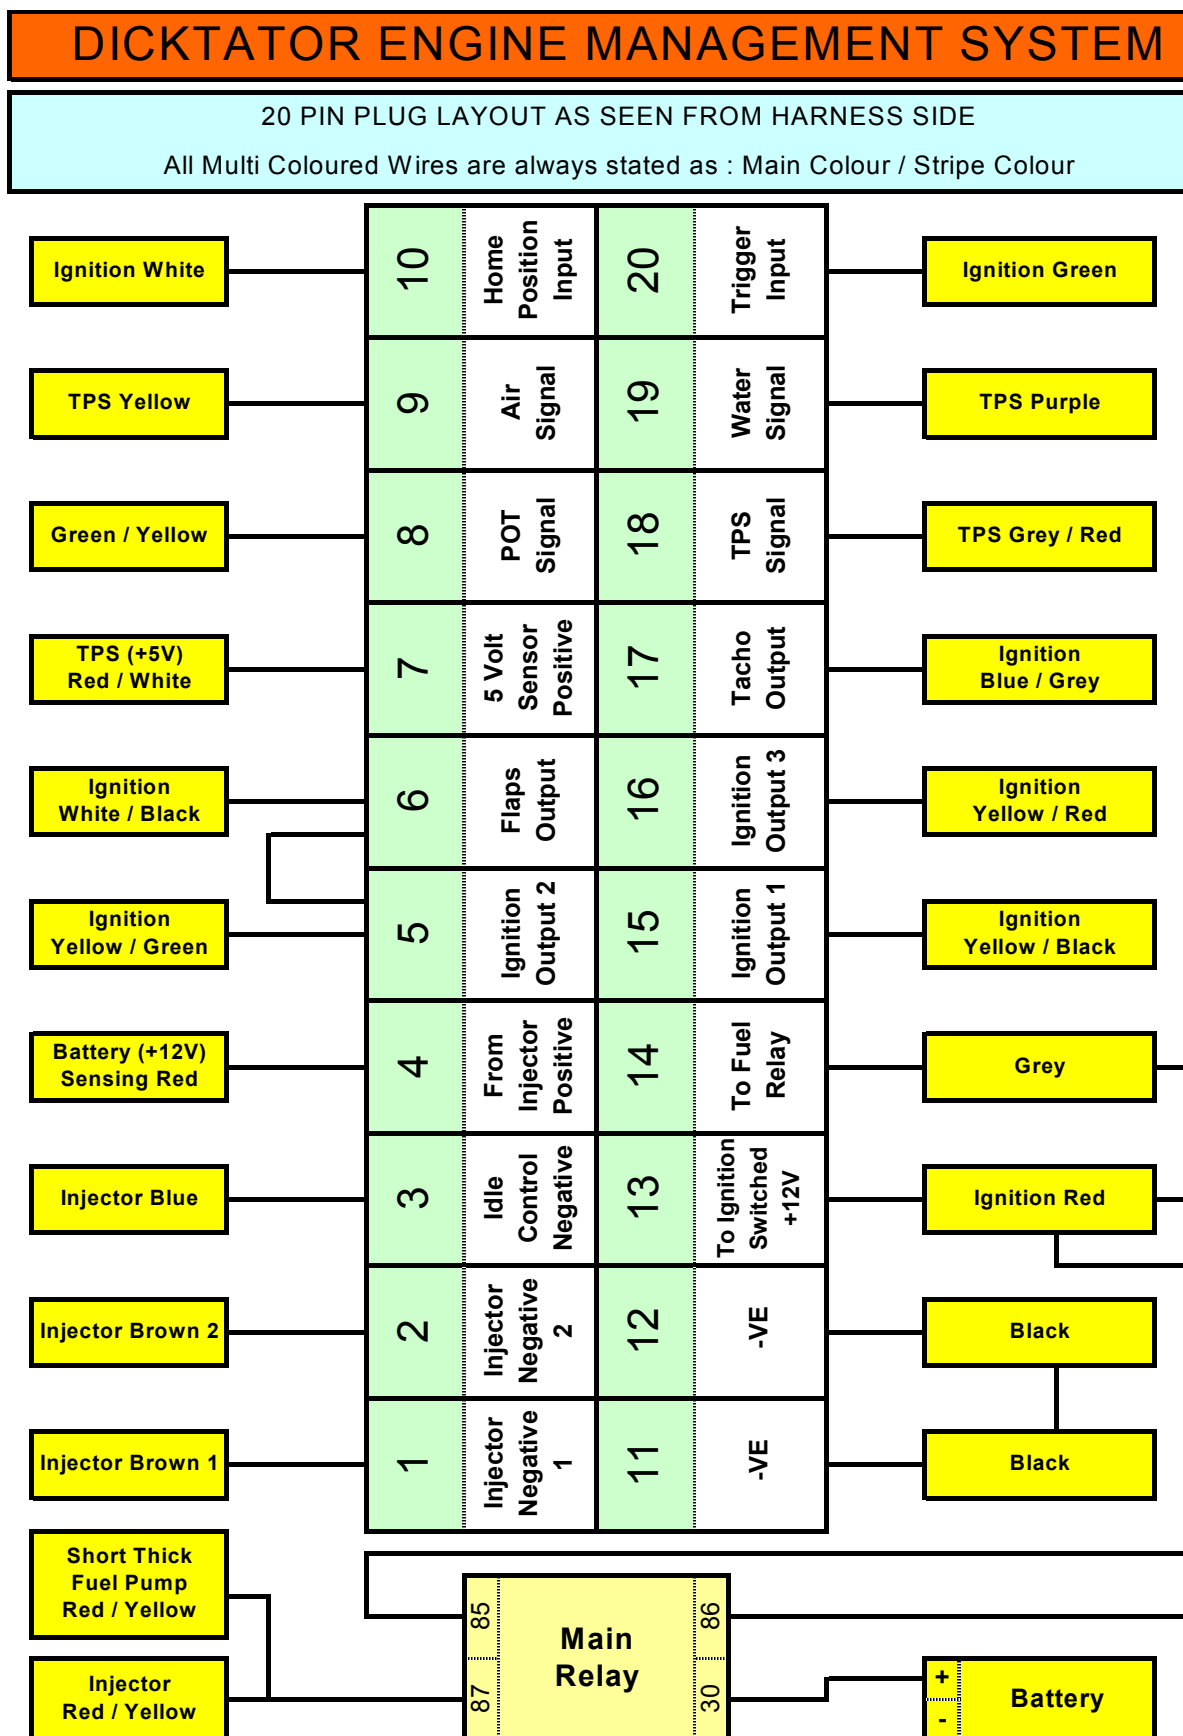 DICKTATOR ENGINE MANAGEMENT SYSTEM
20 PIN PLUG LAYOUT AS SEEN FROM HARNESS SIDE
All Multi Coloured Wires are always stated as : Main Colour / Stripe Colour
Ignition White
10
Home
Position
Input
20
Trigger
Input
Ignition Green
TPS Yellow
9
Air
Signal
19
Water
Signal
TPS Purple
Green / Yellow
8
POT
Signal
18
TPS
Signal
TPS Grey / Red
TPS (+5V)
Red / White
7
5 Volt
Sensor
Positive
17
Tacho
Output
Ignition
Blue / Grey
Ignition
White / Black
6
Flaps
Output
16
Ignition
Output 3
Ignition
Yellow / Red
Ignition
Yellow / Green
5
Ignition
Output 2
15
Ignition
Output 1
Ignition
Yellow / Black
Battery (+12V)
Sensing Red
4
From
Injector
Positive
14
To Fuel
Relay
Grey
Injector Blue
3
Idle
Control
Negative
13
To Ignition
Switched
+12V
Ignition Red
Injector Brown 2
2
Injector
Negative
2
12
-VE
Black
Injector Brown 1
1
Injector
Negative
1
11
-VE
Black
Short Thick
Fuel Pump
Red / Yellow
Injector
Red / Yellow
85
87
Main
Relay
86
30
+
-
Battery